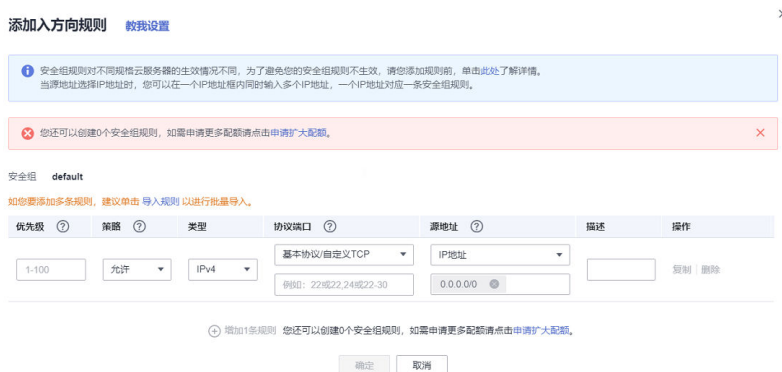 添加入方向规则 教我设置
安全组规则对不同规格云服务器的生效情况不同，为了避免您的安全组规则不生效，请您添加规则前，单击此处了解详情。
当源地址选择IP地址时，您可以在一个IP地址框内同时输入多个IP地址，一个IP地址对应一条安全组规则。
您还可以创建0个安全组规则，如需申请更多配额请点击申请扩大配额。
安全组 default
如您要添加多条规则，建议单击 导入规则 以进行批量导入。
优先级 策略 类型 协议端口 源地址 描述 操作
基本协议/自定义TCP IP地址
1-100 允许 IPv4 复制 删除
例如：22或22,24或22-30 0.0.0.0/0
增加1条规则 您还可以创建0个安全组规则，如需申请更多配额请点击申请扩大配额。
确定 取消